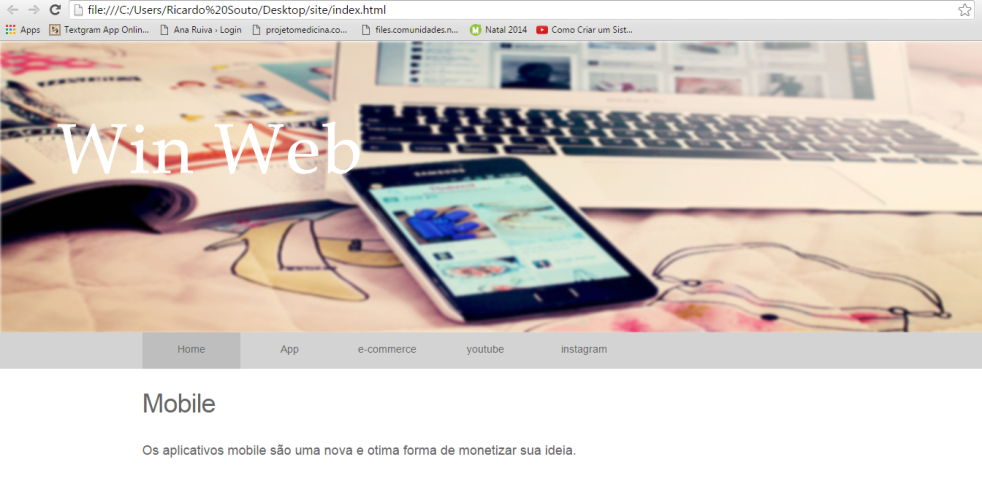 file:///C:/Users/Ricardo%20Souto/Desktop/site/index.html
Apps Textgram App Onlin... Ana Ruiva › Login projetomedicina.co... files.comunidades.n... Natal 2014 Como Criar um Sist...
Win Web
SAMSUNG
Home App e-commerce youtube instagram
Mobile
Os aplicativos mobile são uma nova e otima forma de monetizar sua ideia.